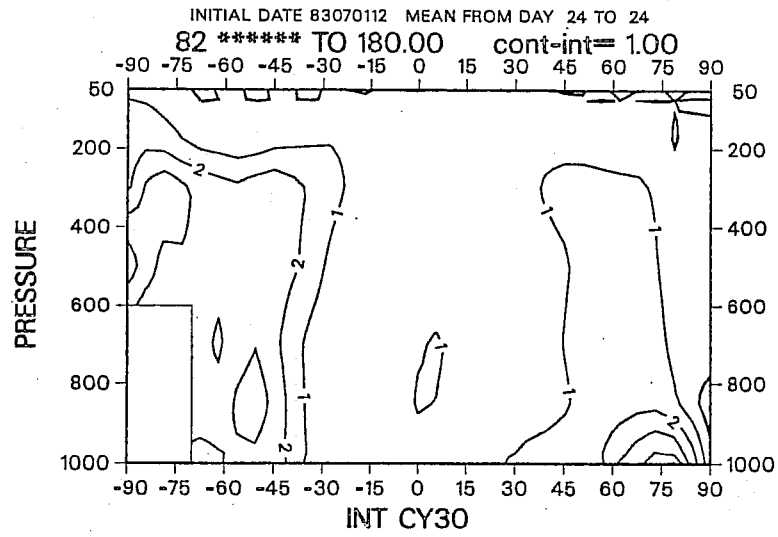 INITIAL DATE 83070112 MEAN FROM DAY 24 TO 24
82 ****** TO 180.00 cont-int= 1.00
-90 -75 -60 -45 -30 -15 0 15 30 45 60 75 90
50 50
200 200
2
1 1 1
400 400
2
PRESSURE
600 600
1
800 800
1 1
2
2
1000 1000
-90 -75 -60 -45 -30 -15 0 15 30 45 60 75 90
INT CY30